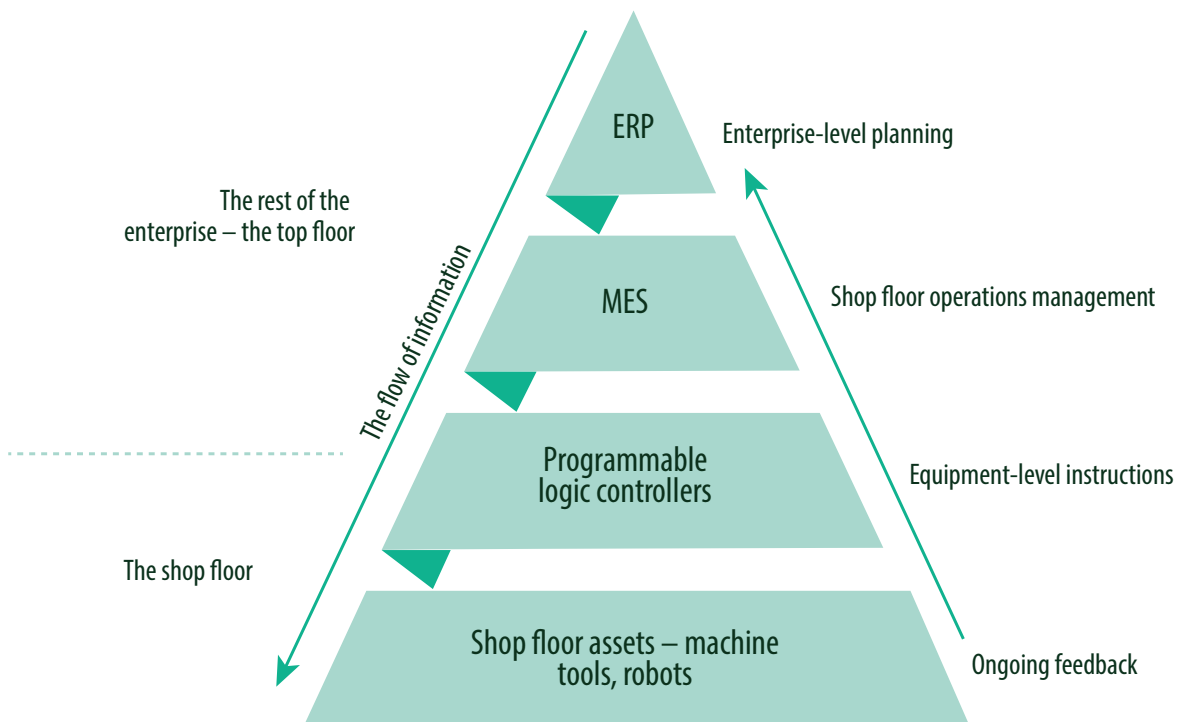 ERP
Enterprise-level planning
The rest of the
enterprise – the top floor
The flow of information
MES
Shop floor operations management
Programmable
logic controllers
Equipment-level instructions
The shop floor
Shop floor assets – machine
tools, robots
Ongoing feedback